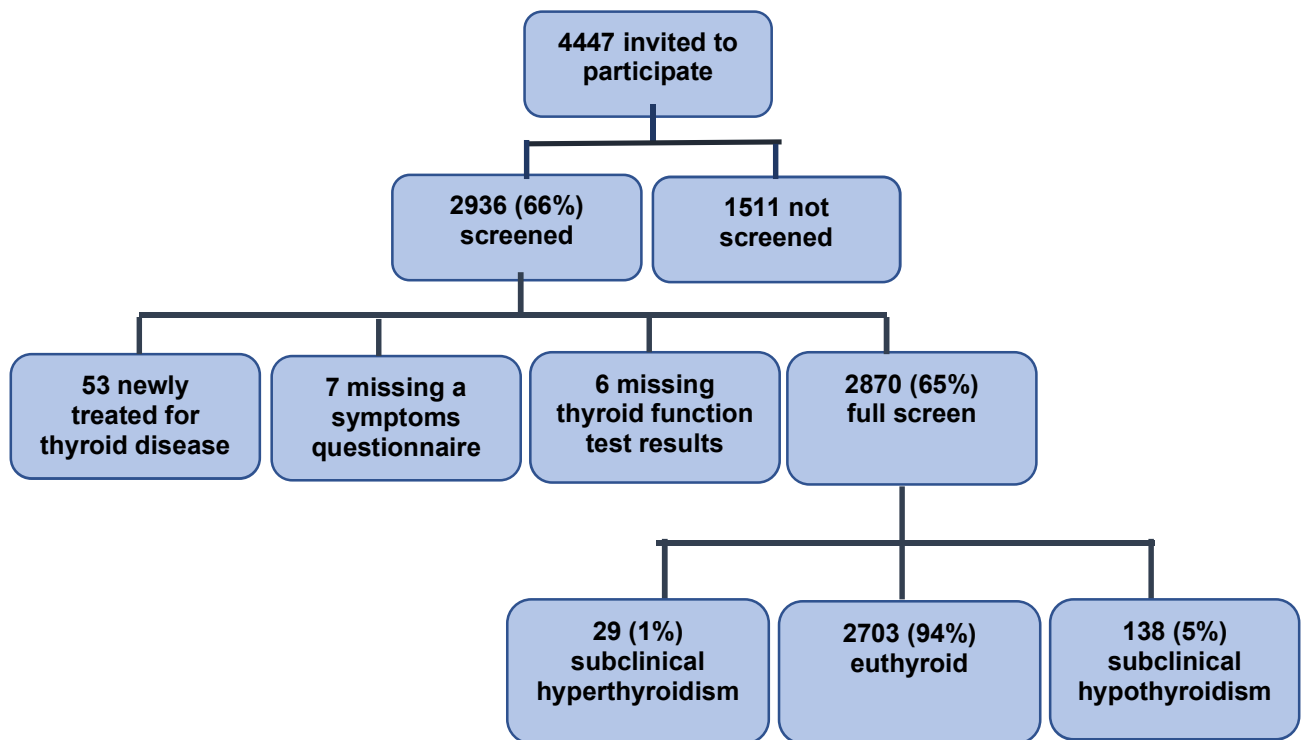 4447 invited to
participate
2936 (66%)
screened
1511 not
screened
53 newly
treated for
thyroid disease
7 missing a
symptoms
questionnaire
6 missing
thyroid function
test results
2870 (65%)
full screen
29 (1%)
subclinical
hyperthyroidism
2703 (94%)
euthyroid
138 (5%)
subclinical
hypothyroidism